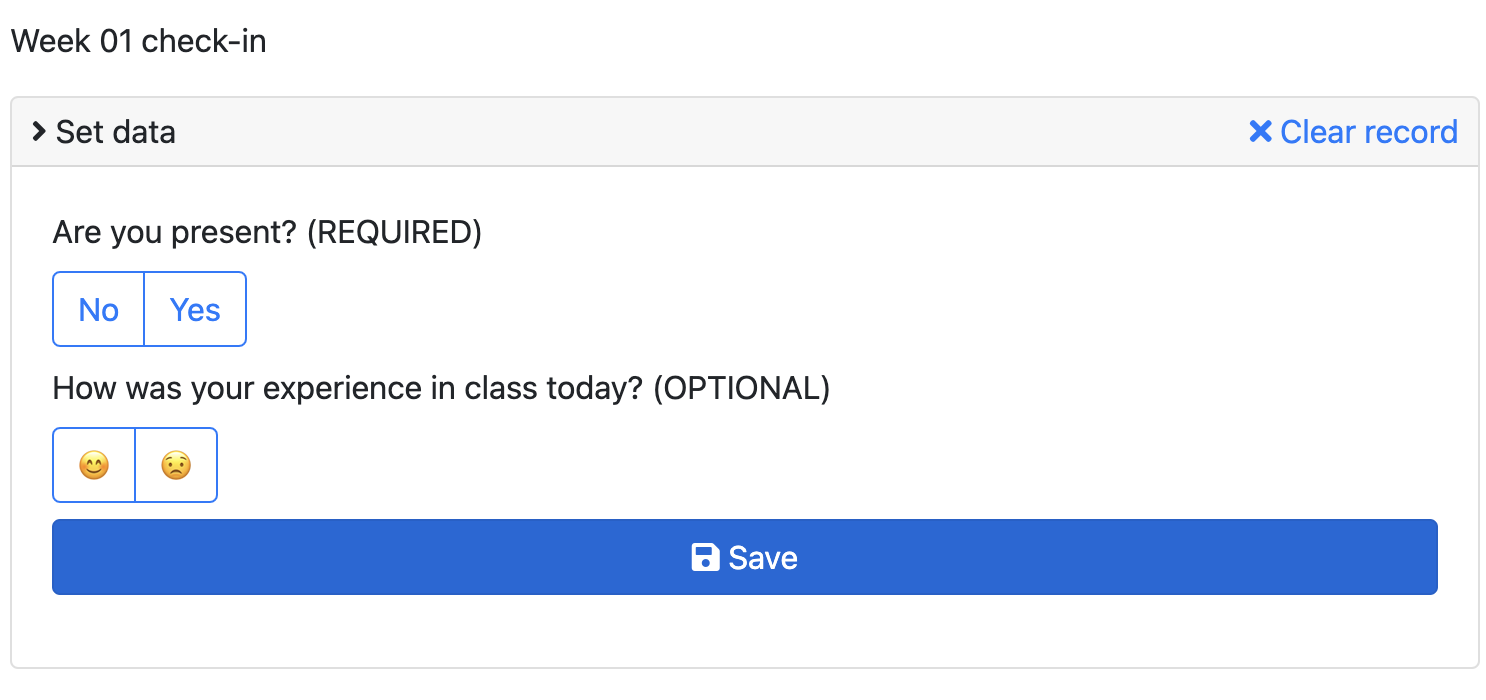 Week 01 check-in
Set data
Clear record
Are you present? (REQUIRED)
No Yes
How was your experience in class today? (OPTIONAL)
😊 😟
Save